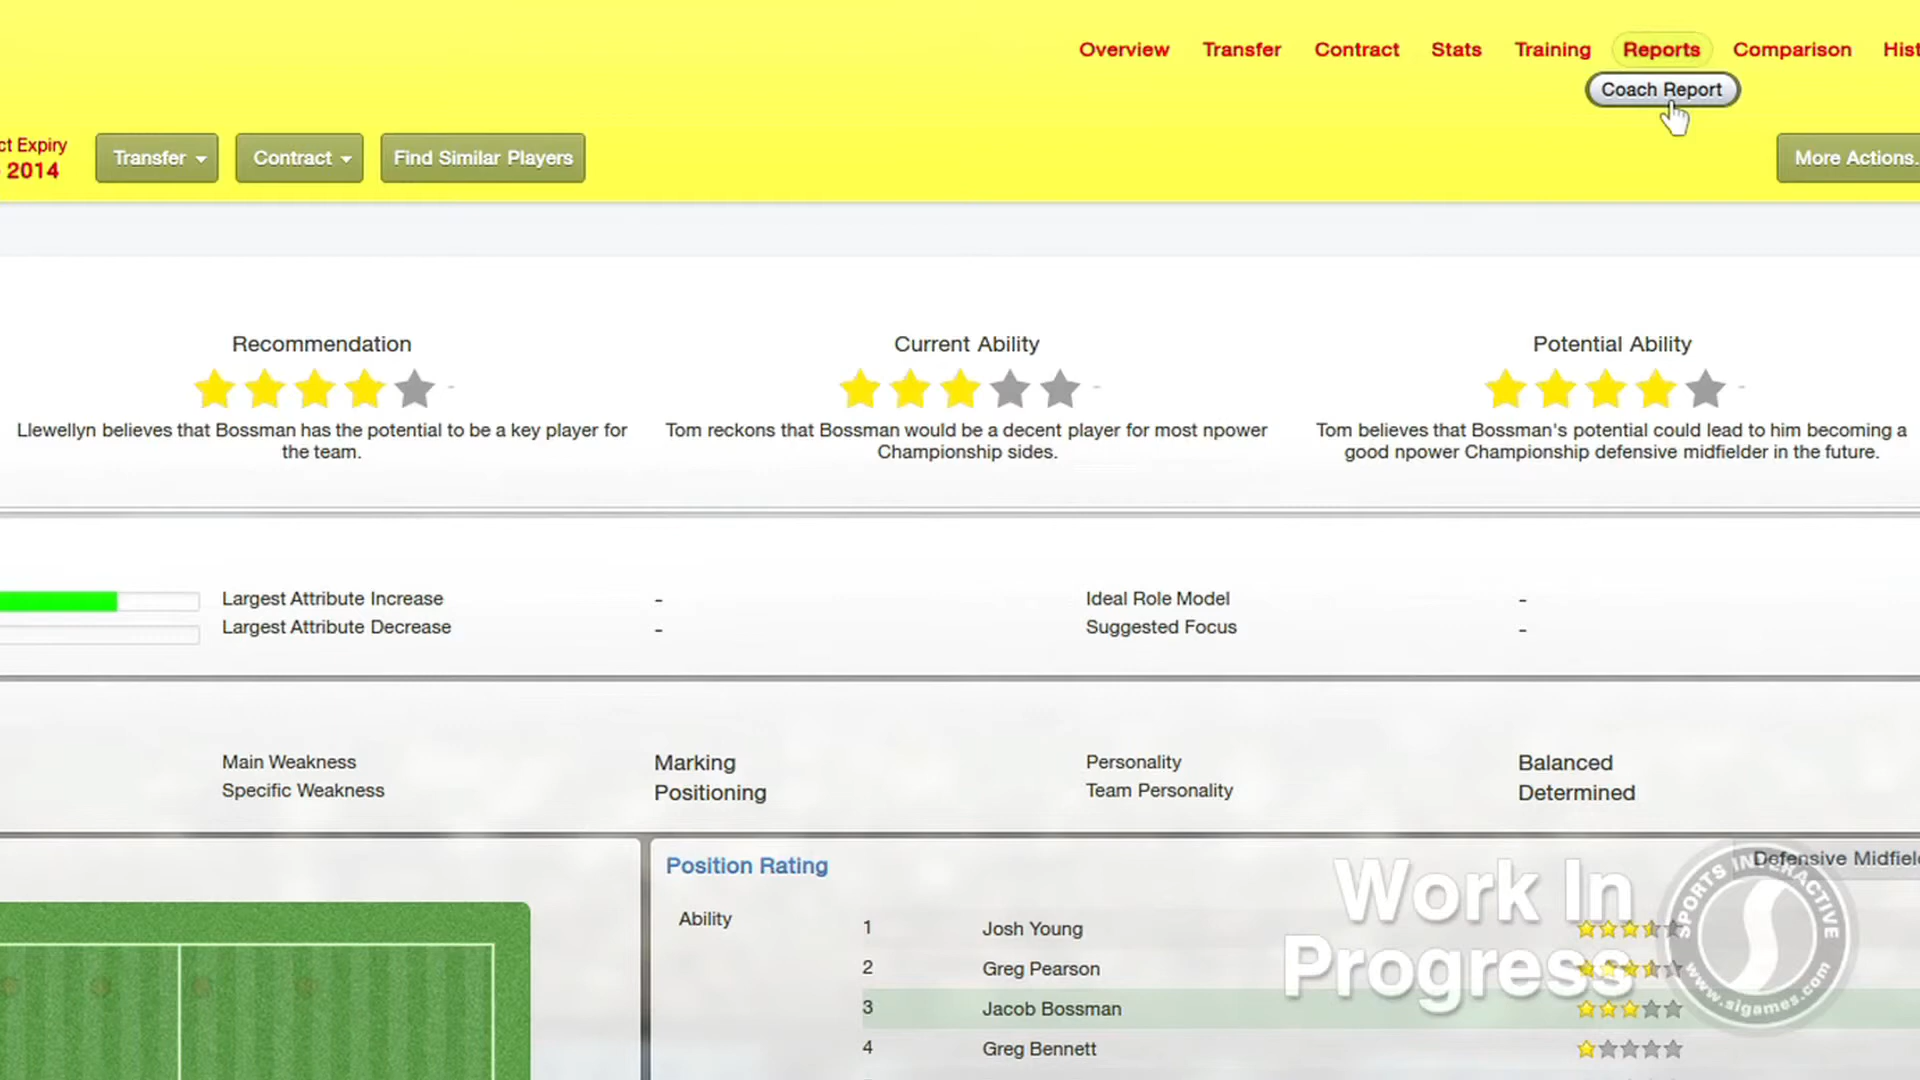 Overview Transfer Contract Stats Training Reports Comparison Hist
Coach Report
ct Expiry
2014
Transfer Contract Find Similar Players More Actions.
Recommendation Current Ability Potential Ability
Llewellyn believes that Bossman has the potential to be a key player for
the team.
Tom reckons that Bossman would be a decent player for most npower
Championship sides.
Tom believes that Bossman's potential could lead to him becoming a
good npower Championship defensive midfielder in the future.
Largest Attribute Increase - Ideal Role Model -
Largest Attribute Decrease - Suggested Focus -
Main Weakness Marking Personality Balanced
Specific Weakness Positioning Team Personality Determined
Position Rating Defensive Midfiel
Ability 1 Josh Young
2 Greg Pearson
3 Jacob Bossman
4 Greg Bennett
Work In
Progress
SPORTS INTERACTIVE
www.sigames.com